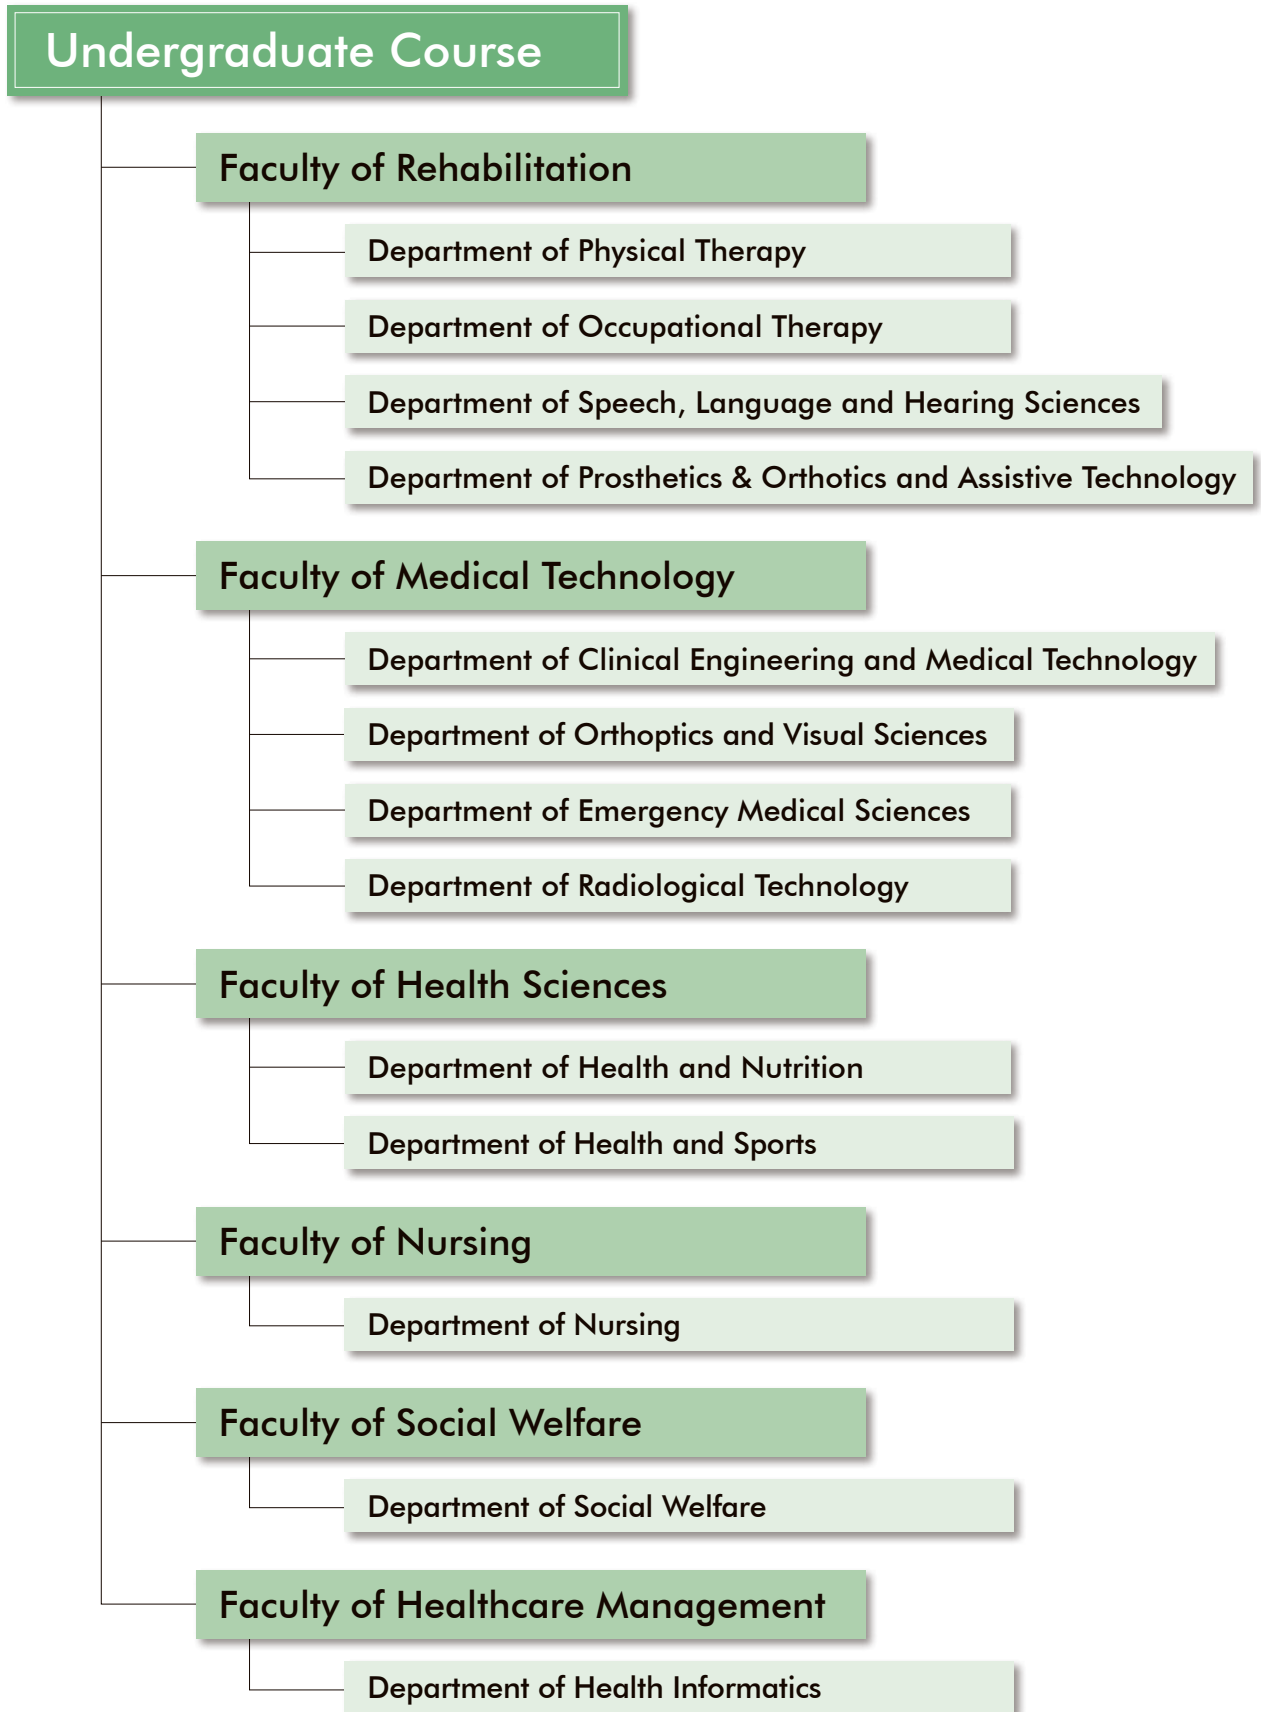 Undergraduate Course
Faculty of Rehabilitation
Department of Physical Therapy
Department of Occupational Therapy
Department of Speech, Language and Hearing Sciences
Department of Prosthetics & Orthotics and Assistive Technology
Faculty of Medical Technology
Department of Clinical Engineering and Medical Technology
Department of Orthoptics and Visual Sciences
Department of Emergency Medical Sciences
Department of Radiological Technology
Faculty of Health Sciences
Department of Health and Nutrition
Department of Health and Sports
Faculty of Nursing
Department of Nursing
Faculty of Social Welfare
Department of Social Welfare
Faculty of Healthcare Management
Department of Health Informatics